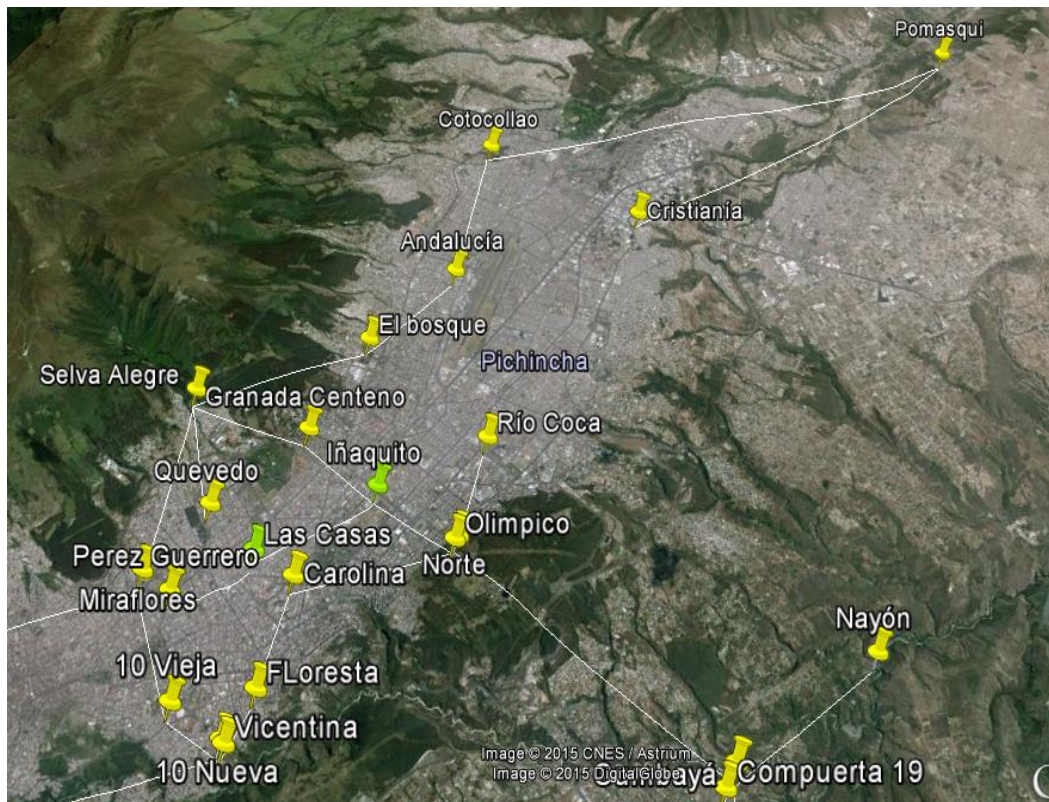 Pomasqui
Cotocollao
Cristianía
Andalucía
El bosque
Pichincha
Selva Alegre
Granada Centeno
Río Coca
Iñaquito
Quevedo
Olimpico
Las Casas
Perez Guerrero
Norte
Carolina
Miraflores
Nayón
10 Vieja
FLoresta
Vicentina
Image © 2015 CNES / Astrium
Image © 2015 DigitalGlobe
10 Nueva
Cumbayá
Compuerta 19